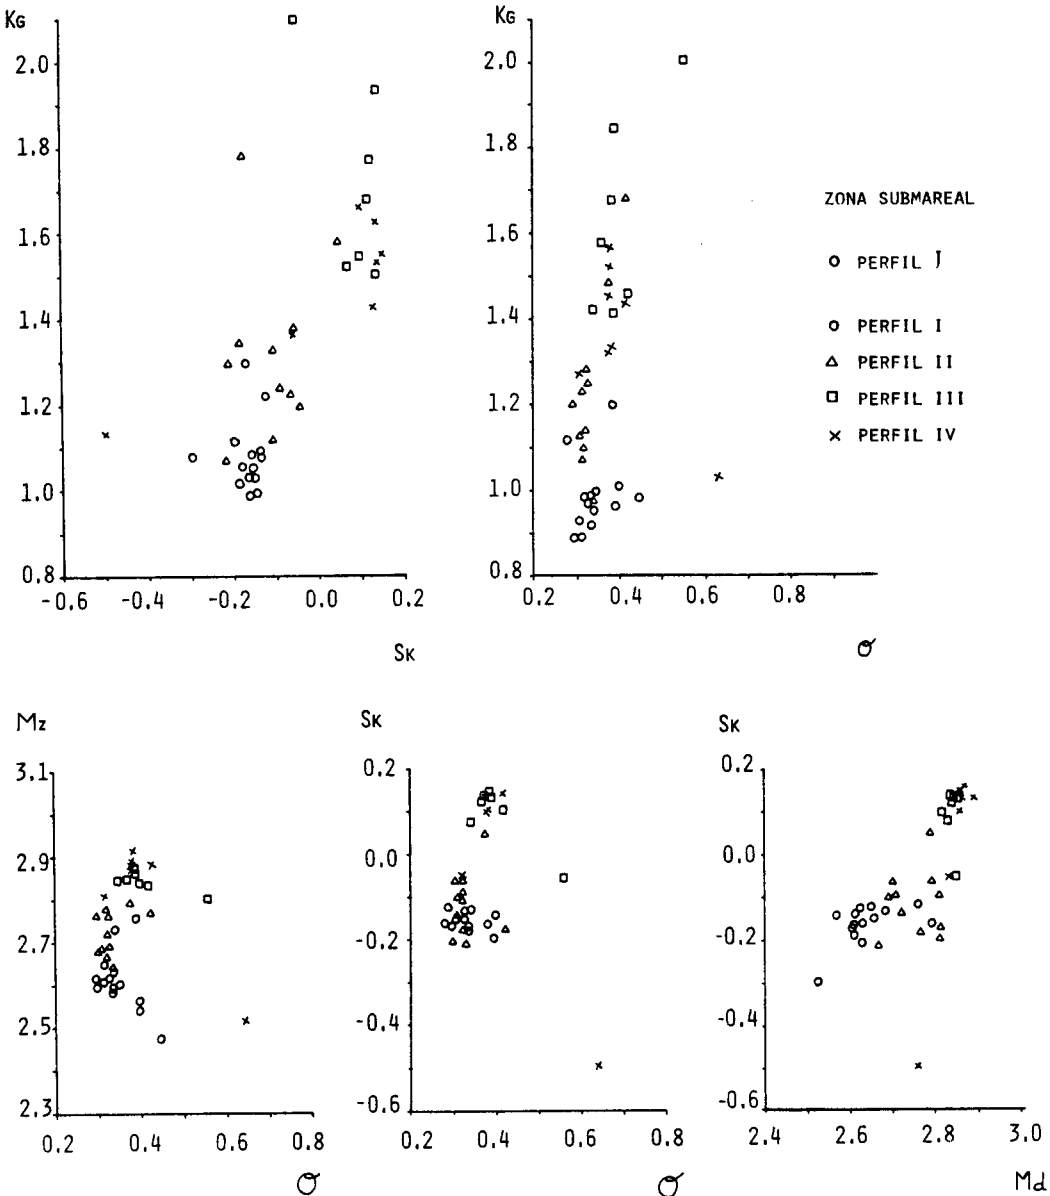 KG
2.0
1.8
1.6
1.4
1.2
1.0
0.8
-0.6 -0.4 -0.2 0.0 0.2
SK
KG
2.0
1.8
1.6
1.4
1.2
1.0
0.8
0.2 0.4 0.6 0.8
σ
ZONA SUBMAREAL
PERFIL J
PERFIL I
PERFIL II
PERFIL III
PERFIL IV
Mz
3.1
2.9
2.7
2.5
2.3
0.2 0.4 0.6 0.8
σ
SK
0.2
0.0
-0.2
-0.4
-0.6
0.2 0.4 0.6 0.8
σ
SK
0.2
0.0
-0.2
-0.4
-0.6
2.4 2.6 2.8 3.0
Md